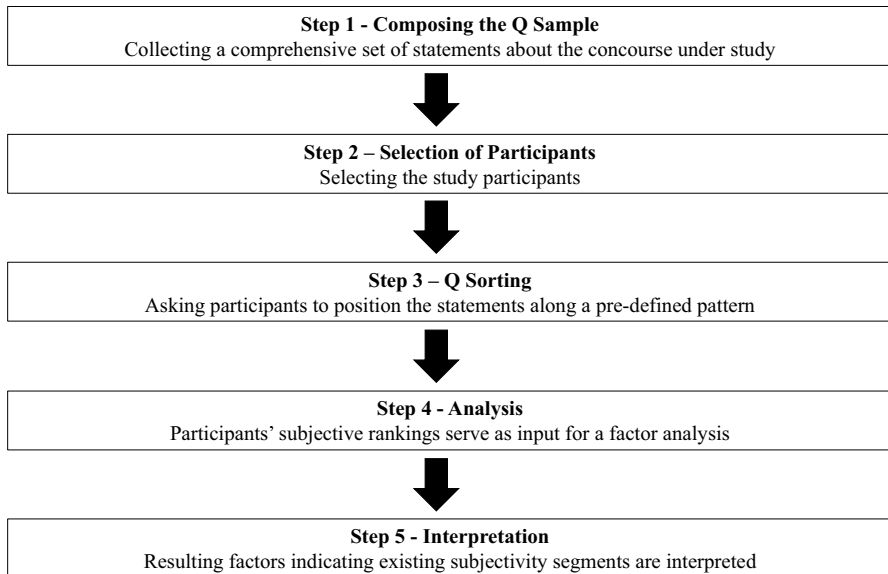 Step 1 - Composing the Q Sample
Collecting a comprehensive set of statements about the concourse under study
Step 2 – Selection of Participants
Selecting the study participants
Step 3 – Q Sorting
Asking participants to position the statements along a pre-defined pattern
Step 4 - Analysis
Participants’ subjective rankings serve as input for a factor analysis
Step 5 - Interpretation
Resulting factors indicating existing subjectivity segments are interpreted